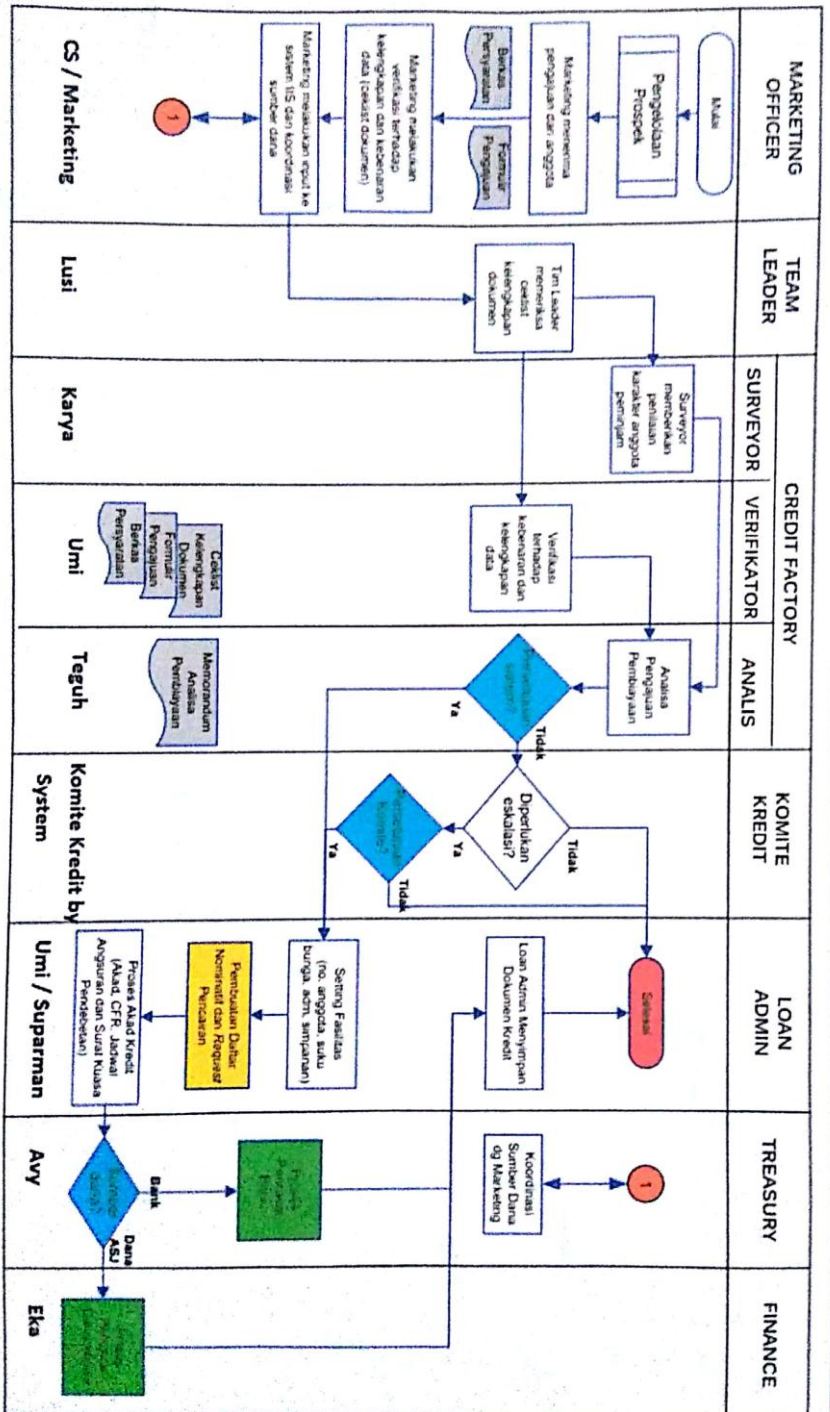 MARKETING
OFFICER
TEAM
LEADER
CREDIT FACTORY
SURVEYOR
VERIFIKATOR
ANALIS
KOMITE
KREDIT
LOAN
ADMIN
TREASURY
FINANCE
Mulai
Pengelolaan
Prospek
Marketing menerima
pengajuan dari anggota
Berkas
Persyaratan
Formulir
Pengajuan
Marketing melakukan
verifikasi terhadap
kelengkapan dan kebenaran
data (ceklist dokumen)
Marketing melakukan input ke
sistem IIS dan koordinasi
sumber dana
1
CS / Marketing
Tim Leader
memeriksa
ceklist
kelengkapan
dokumen
Lusi
Surveyor
memberikan
penilaian
karakter anggota
peminjam
Karya
Verifikasi
terhadap
kebenaran dan
kelengkapan
data
Ceklist
Kelengkapan
Dokumen
Formulir
Pengajuan
Berkas
Persyaratan
Umi
Analisa
Pengajuan
Pembiayaan
Persetujuan
sistem?
Tidak
Ya
Memorandum
Analisa
Pembiayaan
Teguh
Diperlukan
eskalasi?
Tidak
Ya
Persetujuan
Komite?
Tidak
Ya
Komite Kredit by
System
Selesai
Loan Admin Menyimpan
Dokumen Kredit
Setting Fasilitas
(no. anggota, suku
bunga, adm, simpanan)
Pembuatan Daftar
Nominatif dan Request
Pencairan
Proses Akad Kredit
(Akad, CFR, Jadwal
Angsuran dan Surat Kuasa
Pendebetan)
Umi / Suparman
1
Koordinasi
Sumber Dana
dg Marketing
Proses
Bank
Sumber
dana?
Dana
ASJ
Avy
Eka